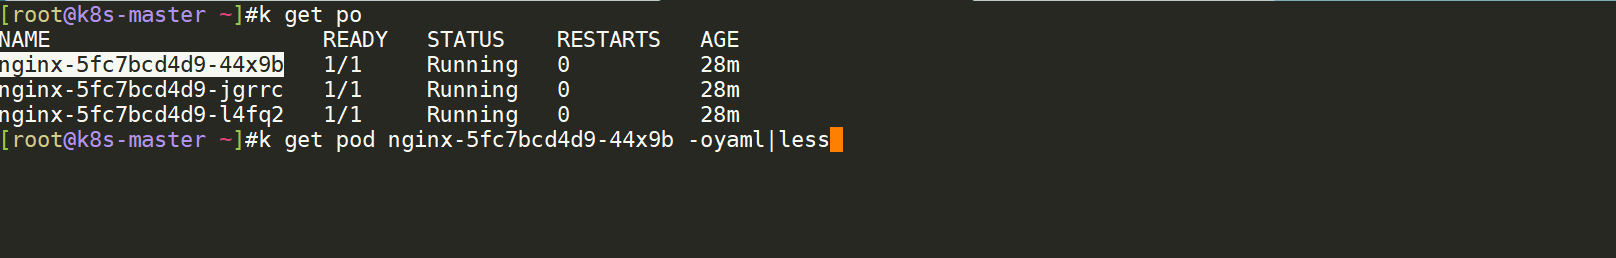 [root@k8s-master ~]#k get po
NAME                     READY   STATUS    RESTARTS   AGE
nginx-5fc7bcd4d9-44x9b   1/1     Running   0          28m
nginx-5fc7bcd4d9-jgrrc   1/1     Running   0          28m
nginx-5fc7bcd4d9-l4fq2   1/1     Running   0          28m
[root@k8s-master ~]#k get pod nginx-5fc7bcd4d9-44x9b -oyaml|less